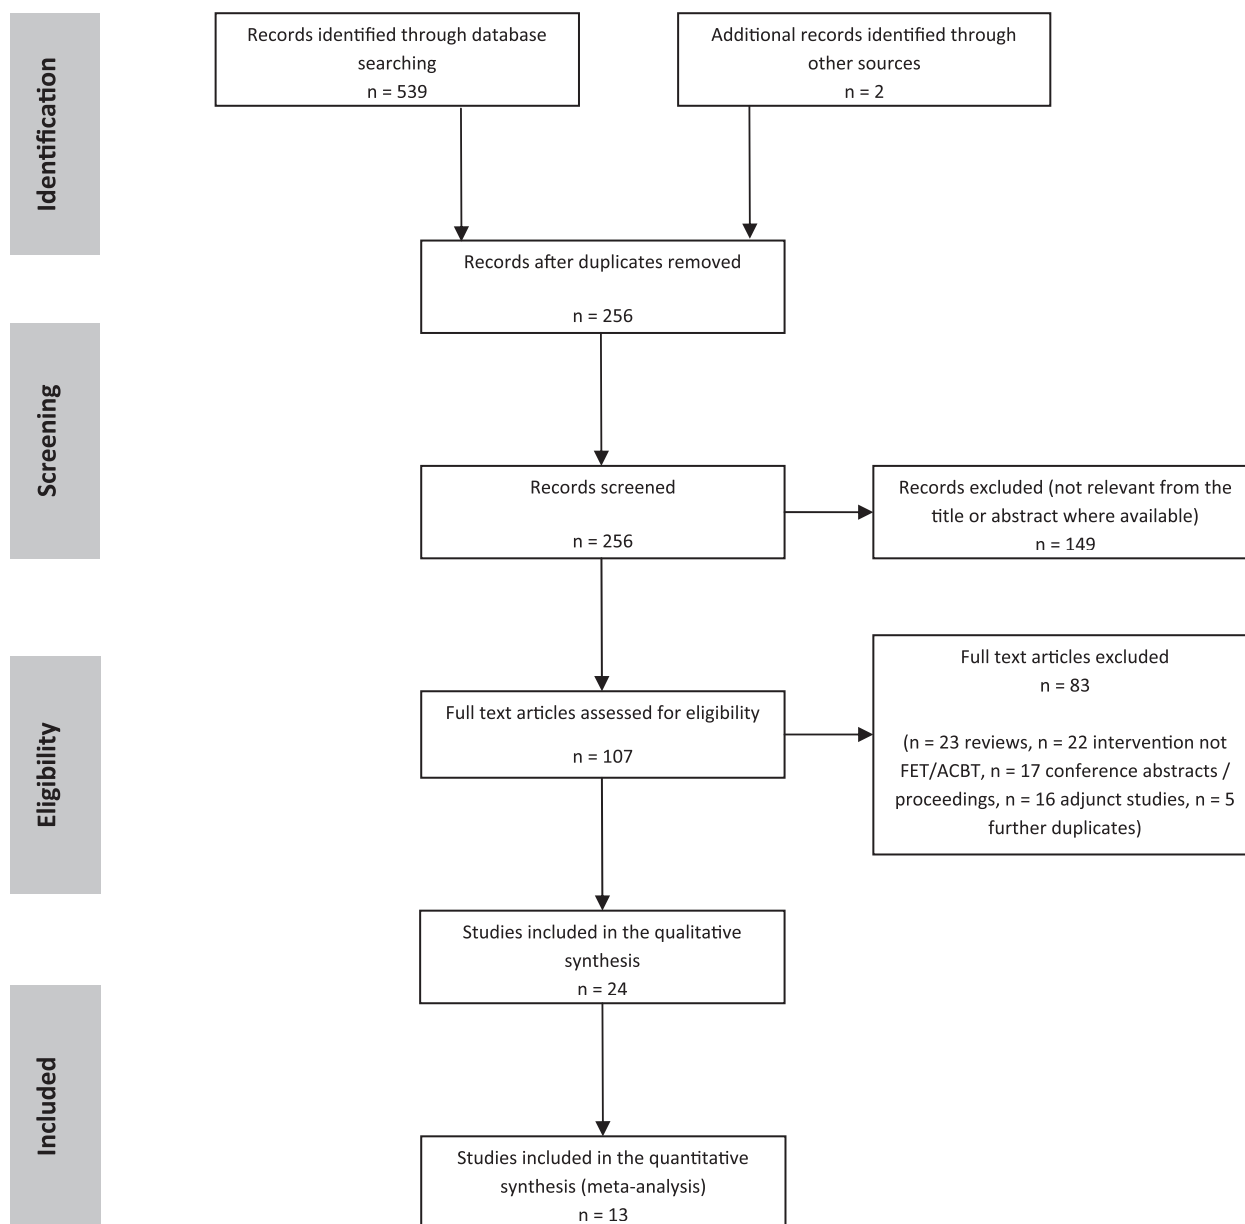 Identification
Records identified through database
searching
n = 539
Additional records identified through
other sources
n = 2
Records after duplicates removed
n = 256
Screening
Records screened
n = 256
Records excluded (not relevant from the
title or abstract where available)
n = 149
Eligibility
Full text articles assessed for eligibility
n = 107
Full text articles excluded
n = 83
(n = 23 reviews, n = 22 intervention not
FET/ACBT, n = 17 conference abstracts /
proceedings, n = 16 adjunct studies, n = 5
further duplicates)
Studies included in the qualitative
synthesis
n = 24
Included
Studies included in the quantitative
synthesis (meta-analysis)
n = 13